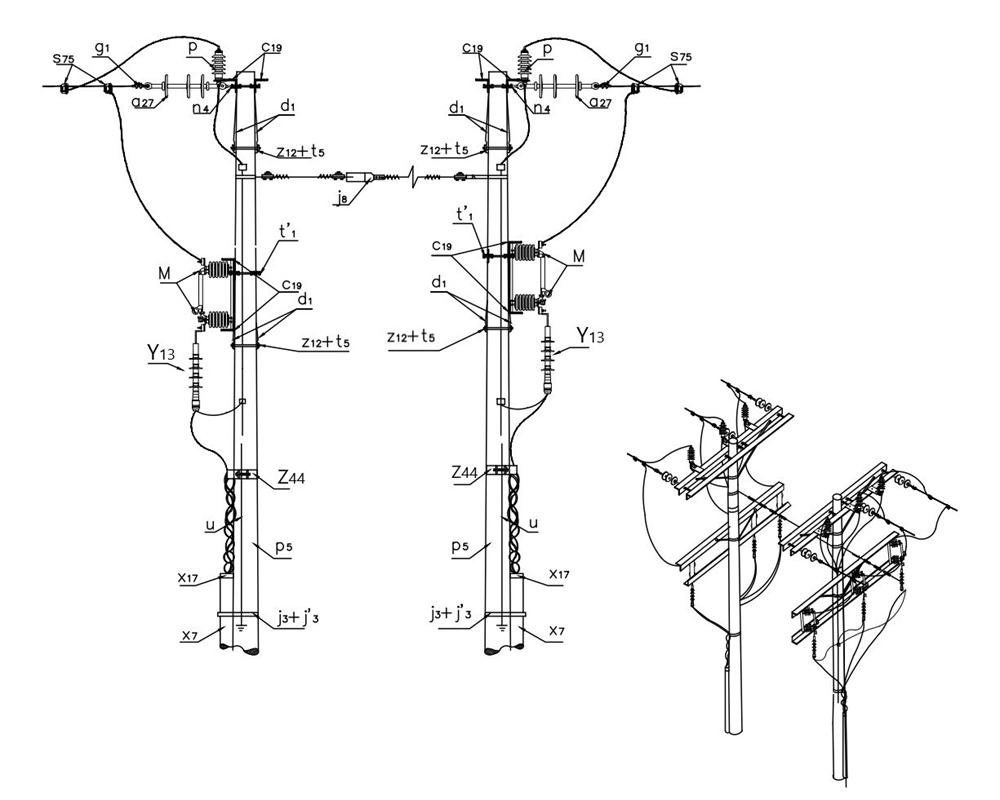 g1
p
C19
S75
a27
n4
d1
z12+t5
j8
t'1
M
C19
d1
z12+t5
Y13
Z44
u
p5
x17
j3+j'3
x7
C19
p
g1
S75
n4
a27
d1
z12+t5
t'1
C19
M
d1
z12+t5
Y13
Z44
u
p5
x17
j3+j'3
x7